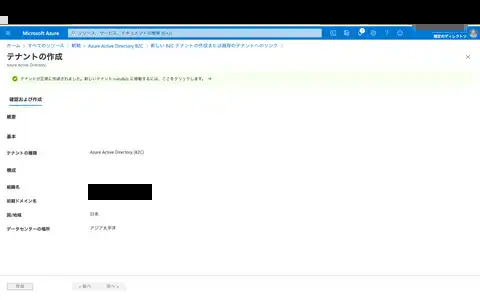 Microsoft Azure
リソース、サービス、ドキュメントの検索 (G+/)
既定のディレクトリ
ホーム > すべてのリソース > 新規 > Azure Active Directory B2C > 新しい B2C テナントの作成または既存のテナントへのリンク >
テナントの作成
Azure Active Directory
テナントが正常に作成されました。新しいテナント に移動するには、ここをクリックします。 →
確認および作成
概要
基本
テナントの種類 Azure Active Directory (B2C)
構成
組織名
初期ドメイン名
国/地域 日本
データセンターの場所 アジア太平洋
作成 < 前へ 次へ >